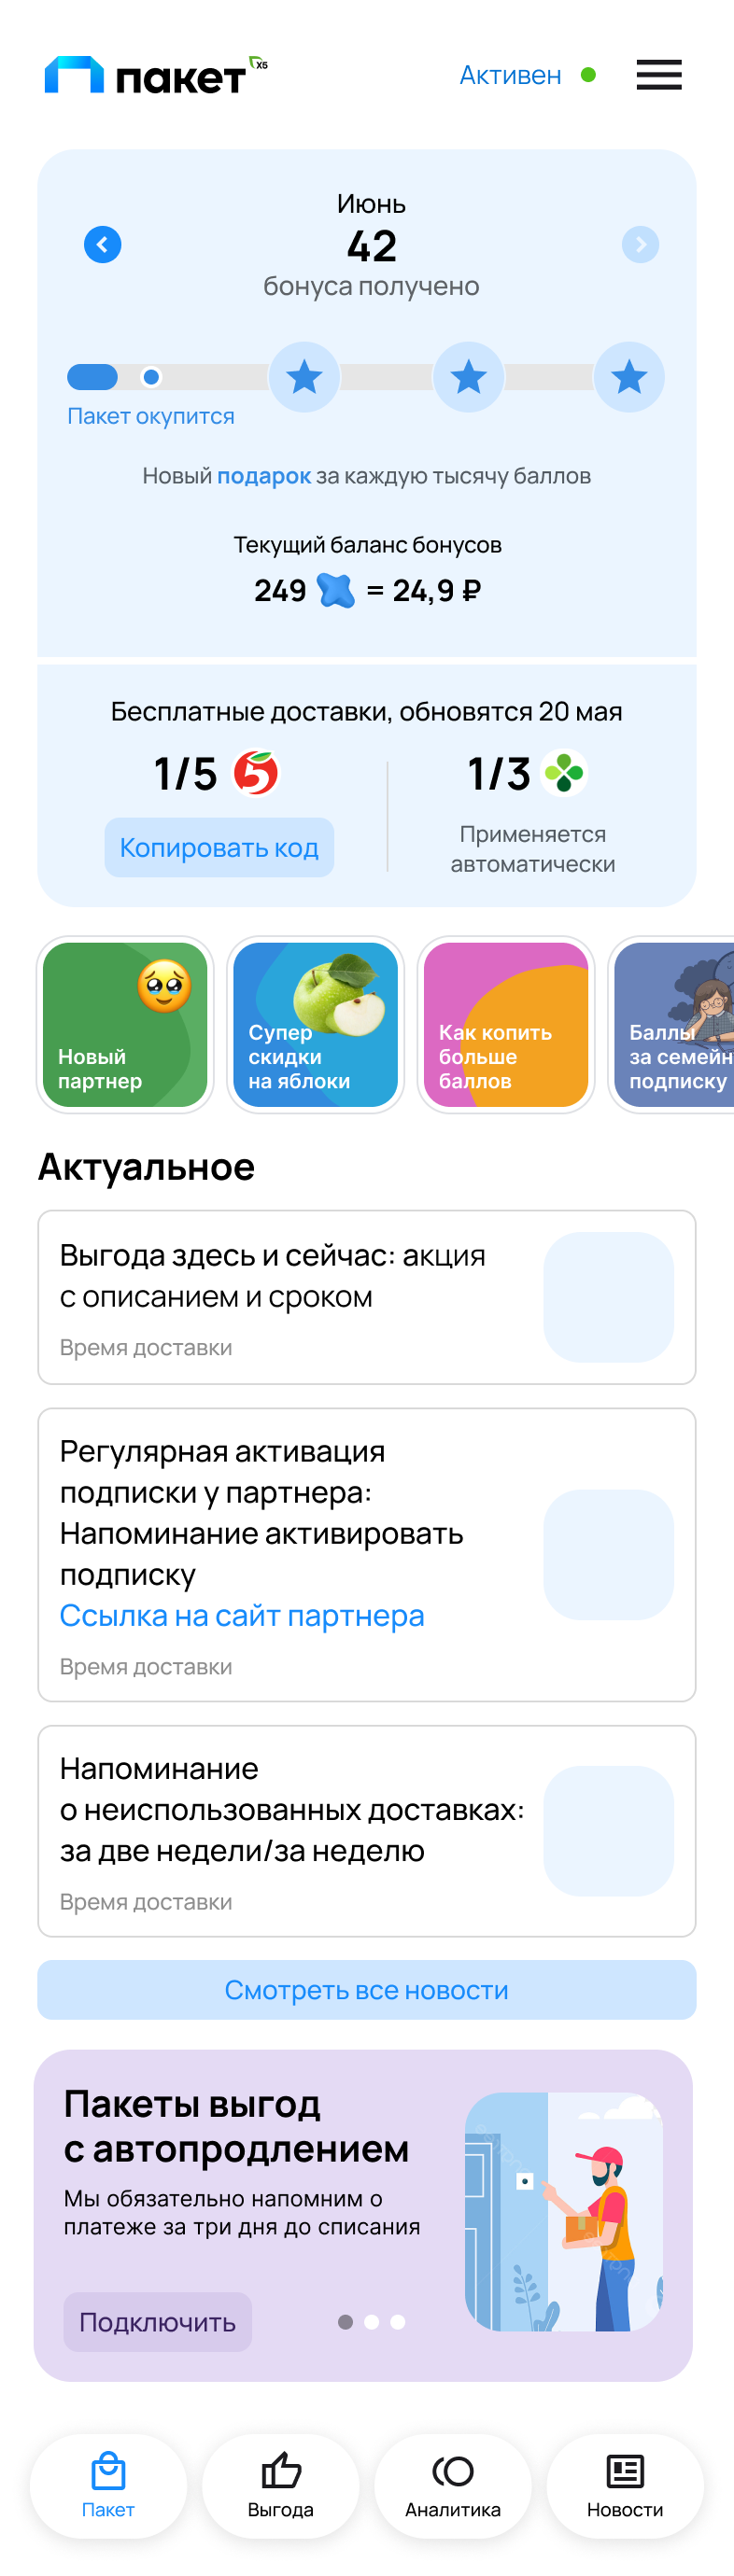 пакет X5
Активен
Июнь
42
бонуса получено
Пакет окупится
Новый подарок за каждую тысячу баллов
Текущий баланс бонусов
249 = 24,9 ₽
Бесплатные доставки, обновятся 20 мая
1/5 5
1/3
Копировать код
Применяется
автоматически
Новый
партнер
Супер
скидки
на яблоки
Как копить
больше
баллов
Баллы
за семейн
подписку
Актуальное
Выгода здесь и сейчас: акция
с описанием и сроком
Время доставки
Регулярная активация
подписки у партнера:
Напоминание активировать
подписку
Ссылка на сайт партнера
Время доставки
Напоминание
о неиспользованных доставках:
за две недели/за неделю
Время доставки
Смотреть все новости
Пакеты выгод
с автопродлением
Мы обязательно напомним о
платеже за три дня до списания
Подключить
Пакет
Выгода
Аналитика
Новости